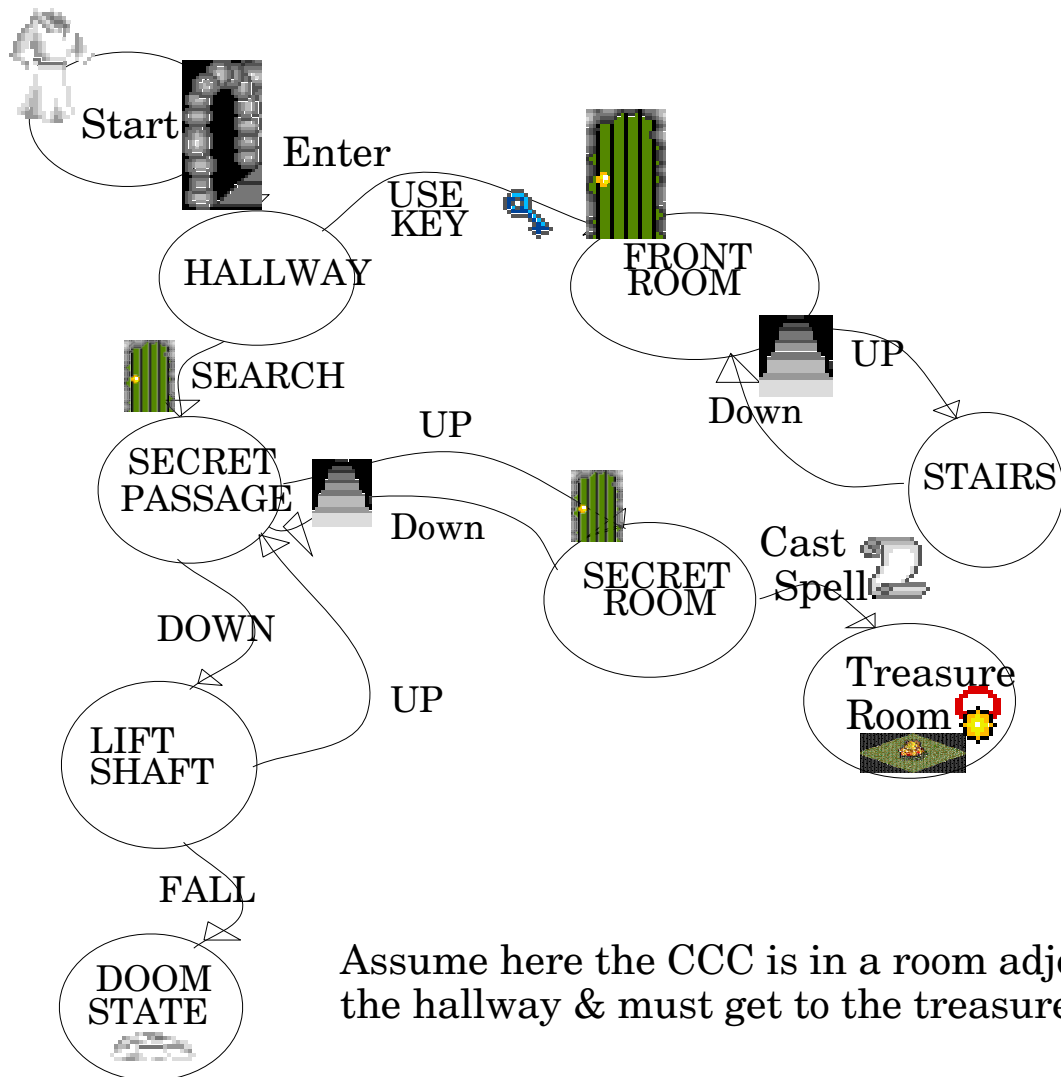 Start
Enter
USE
KEY
HALLWAY
FRONT
ROOM
SEARCH
UP
Down
UP
SECRET
PASSAGE
STAIRS
Down
Cast
Spell
SECRET
ROOM
DOWN
Treasure
Room
UP
LIFT
SHAFT
FALL
DOOM
STATE
Assume here the CCC is in a room
the hallway & must get to the treasure